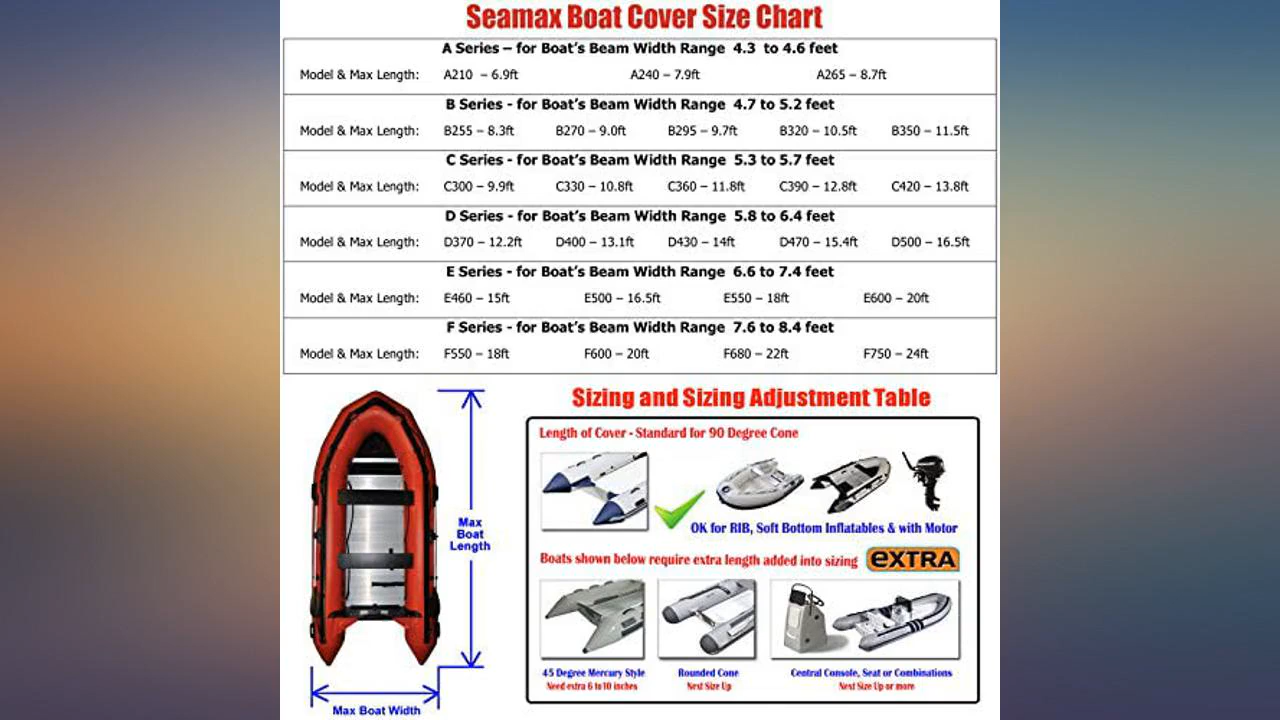 Seamax Boat Cover Size Chart
A Series – for Boat's Beam Width Range 4.3 to 4.6 feet
Model & Max Length: A210 – 6.9ft A240 – 7.9ft A265 – 8.7ft
B Series - for Boat's Beam Width Range 4.7 to 5.2 feet
Model & Max Length: B255 – 8.3ft B270 – 9.0ft B295 – 9.7ft B320 – 10.5ft B350 – 11.5ft
C Series - for Boat's Beam Width Range 5.3 to 5.7 feet
Model & Max Length: C300 – 9.9ft C330 – 10.8ft C360 – 11.8ft C390 – 12.8ft C420 – 13.8ft
D Series - for Boat's Beam Width Range 5.8 to 6.4 feet
Model & Max Length: D370 – 12.2ft D400 – 13.1ft D430 – 14ft D470 – 15.4ft D500 – 16.5ft
E Series - for Boat's Beam Width Range 6.6 to 7.4 feet
Model & Max Length: E460 – 15ft E500 – 16.5ft E550 – 18ft E600 – 20ft
F Series - for Boat's Beam Width Range 7.6 to 8.4 feet
Model & Max Length: F550 – 18ft F600 – 20ft F680 – 22ft F750 – 24ft
Max
Boat
Length
Max Boat Width
Sizing and Sizing Adjustment Table
Length of Cover - Standard for 90 Degree Cone
OK for RIB, Soft Bottom Inflatables & with Motor
Boats shown below require extra length added into sizing eXTRA
45 Degree Mercury Style Rounded Cone Central Console, Seat or Combinations
Need extra 6 to 10 inches Next Size Up Next Size Up or more